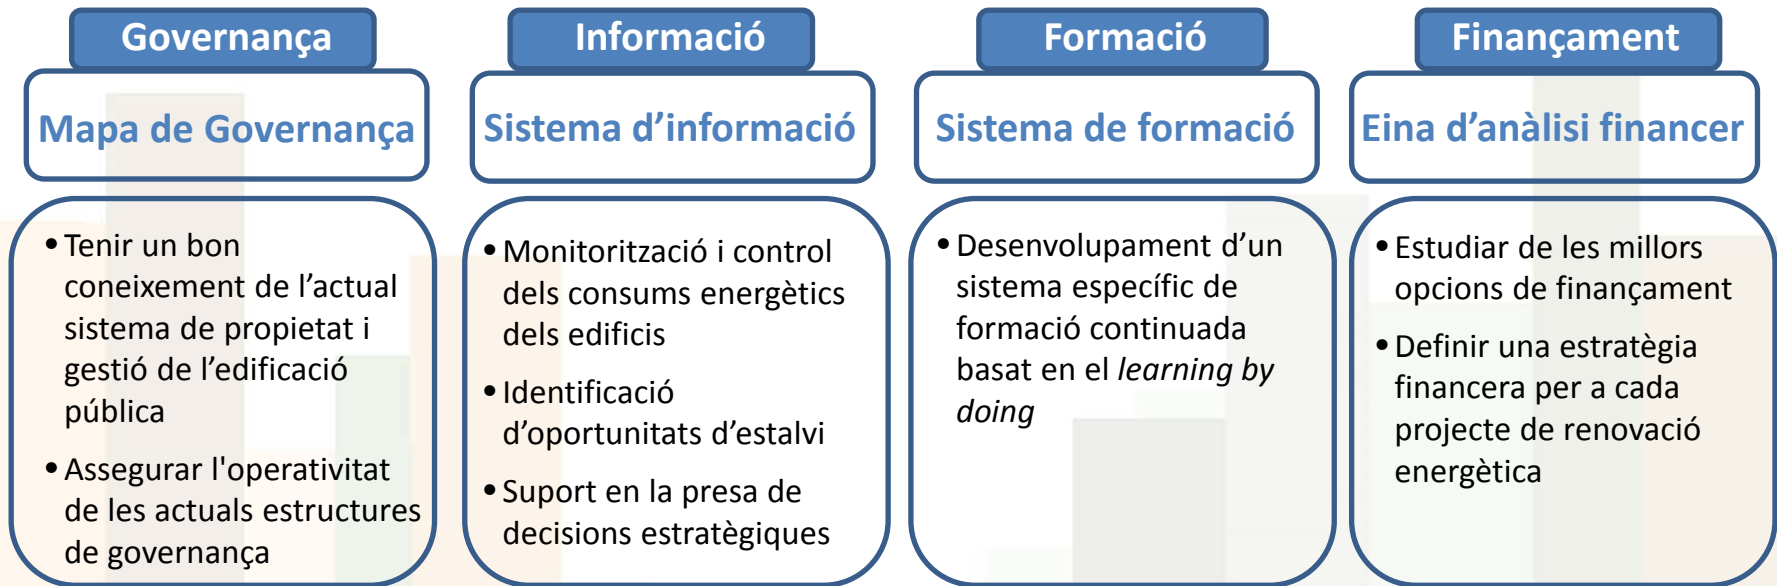 Governança
Mapa de Governança
• Tenir un bon
coneixement de l’actual
sistema de propietat i
gestió de l’edificació
pública
• Assegurar l'operativitat
de les actuals estructures
de governança
Informació
Sistema d’informació
• Monitorització i control
dels consums energètics
dels edificis
• Identificació
d’oportunitats d’estalvi
• Suport en la presa de
decisions estratègiques
Formació
Sistema de formació
• Desenvolupament d’un
sistema específic de
formació continuada
basat en el learning by
doing
Finançament
Eina d’anàlisi financer
• Estudiar de les millors
opcions de finançament
• Definir una estratègia
financera per a cada
projecte de renovació
energètica